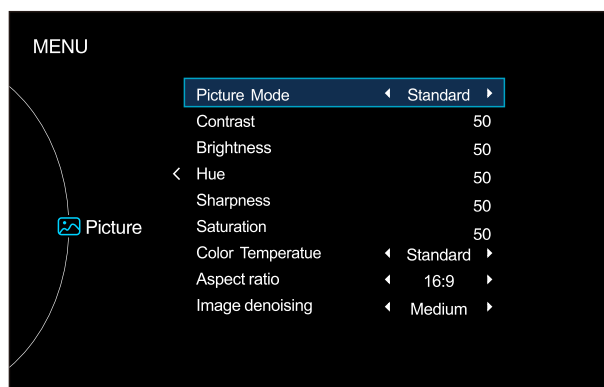 MENU
Picture Mode Standard
Contrast 50
Brightness 50
Hue 50
Sharpness 50
Picture
Saturation 50
Color Temperatue Standard
Aspect ratio 16:9
Image denoising Medium